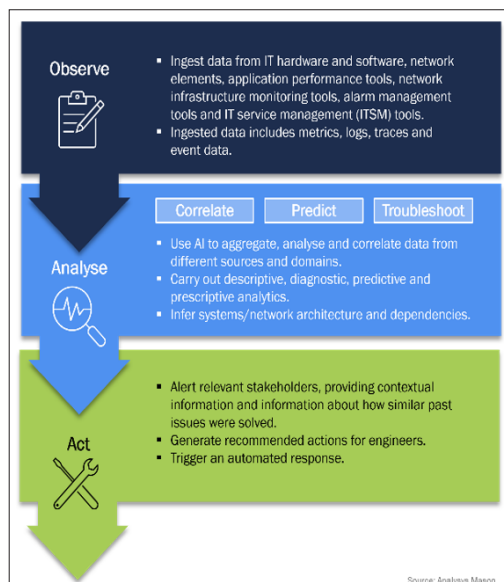 Observe
▪ Ingest data from IT hardware and software, network
elements, application performance tools, network
infrastructure monitoring tools, alarm management
tools and IT service management (ITSM) tools.
▪ Ingested data includes metrics, logs, traces and
event data.
Correlate
Predict
Troubleshoot
Analyse
▪ Use AI to aggregate, analyse and correlate data from
different sources and domains.
▪ Carry out descriptive, diagnostic, predictive and
prescriptive analytics.
▪ Infer systems/network architecture and dependencies.
Act
▪ Alert relevant stakeholders, providing contextual
information and information about how similar past
issues were solved.
▪ Generate recommended actions for engineers.
▪ Trigger an automated response.
Source: Analysys Mason